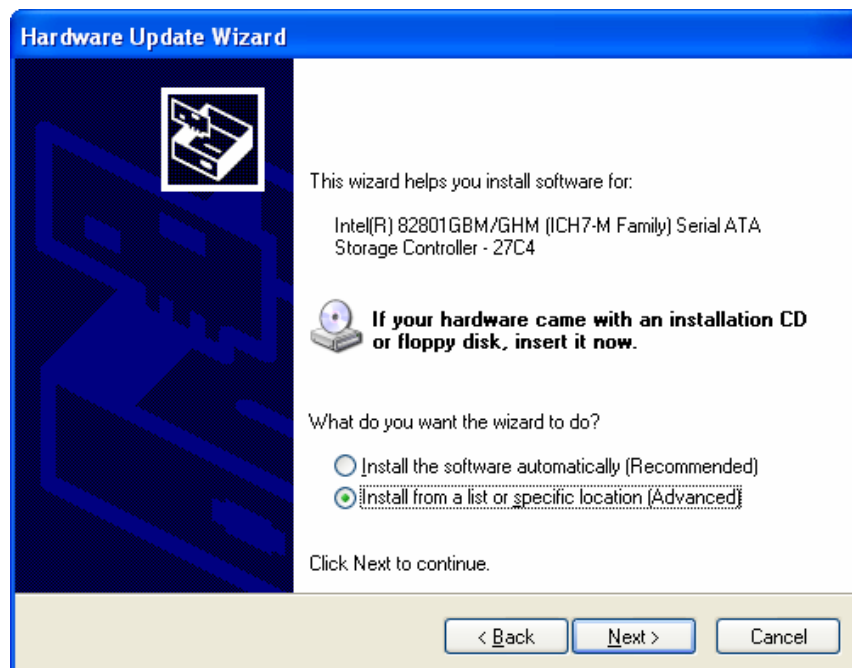 Hardware Update Wizard
This wizard helps you install software for:
Intel(R) 82801GBM/GHM (ICH7-M Family) Serial ATA
Storage Controller - 27C4
If your hardware came with an installation CD
or floppy disk, insert it now.
What do you want the wizard to do?
Install the software automatically (Recommended)
Install from a list or specific location (Advanced)
Click Next to continue.
< Back Next > Cancel